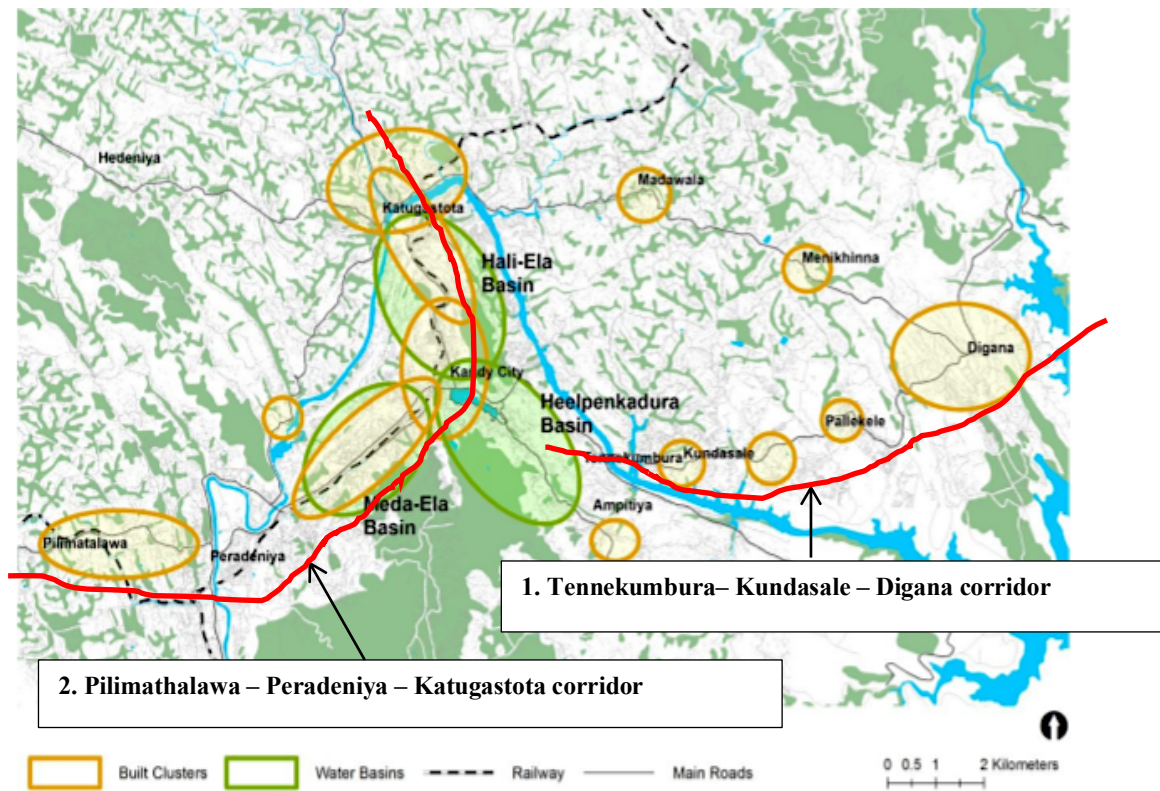 Hedeniya
Madawala
Katugastota
Menikhinna
Hali-Ela
Basin
Digana
Kandy City
Heelpenkadura
Basin
Pallekele
Tennekumbura
Kundasale
Meda-Ela
Basin
Ampitiya
Pilimatalawa
Peradeniya
1. Tennekumbura– Kundasale – Digana corridor
2. Pilimathalawa – Peradeniya – Katugastota corridor
Built Clusters
Water Basins
Railway
Main Roads
0 0.5 1 2 Kilometers